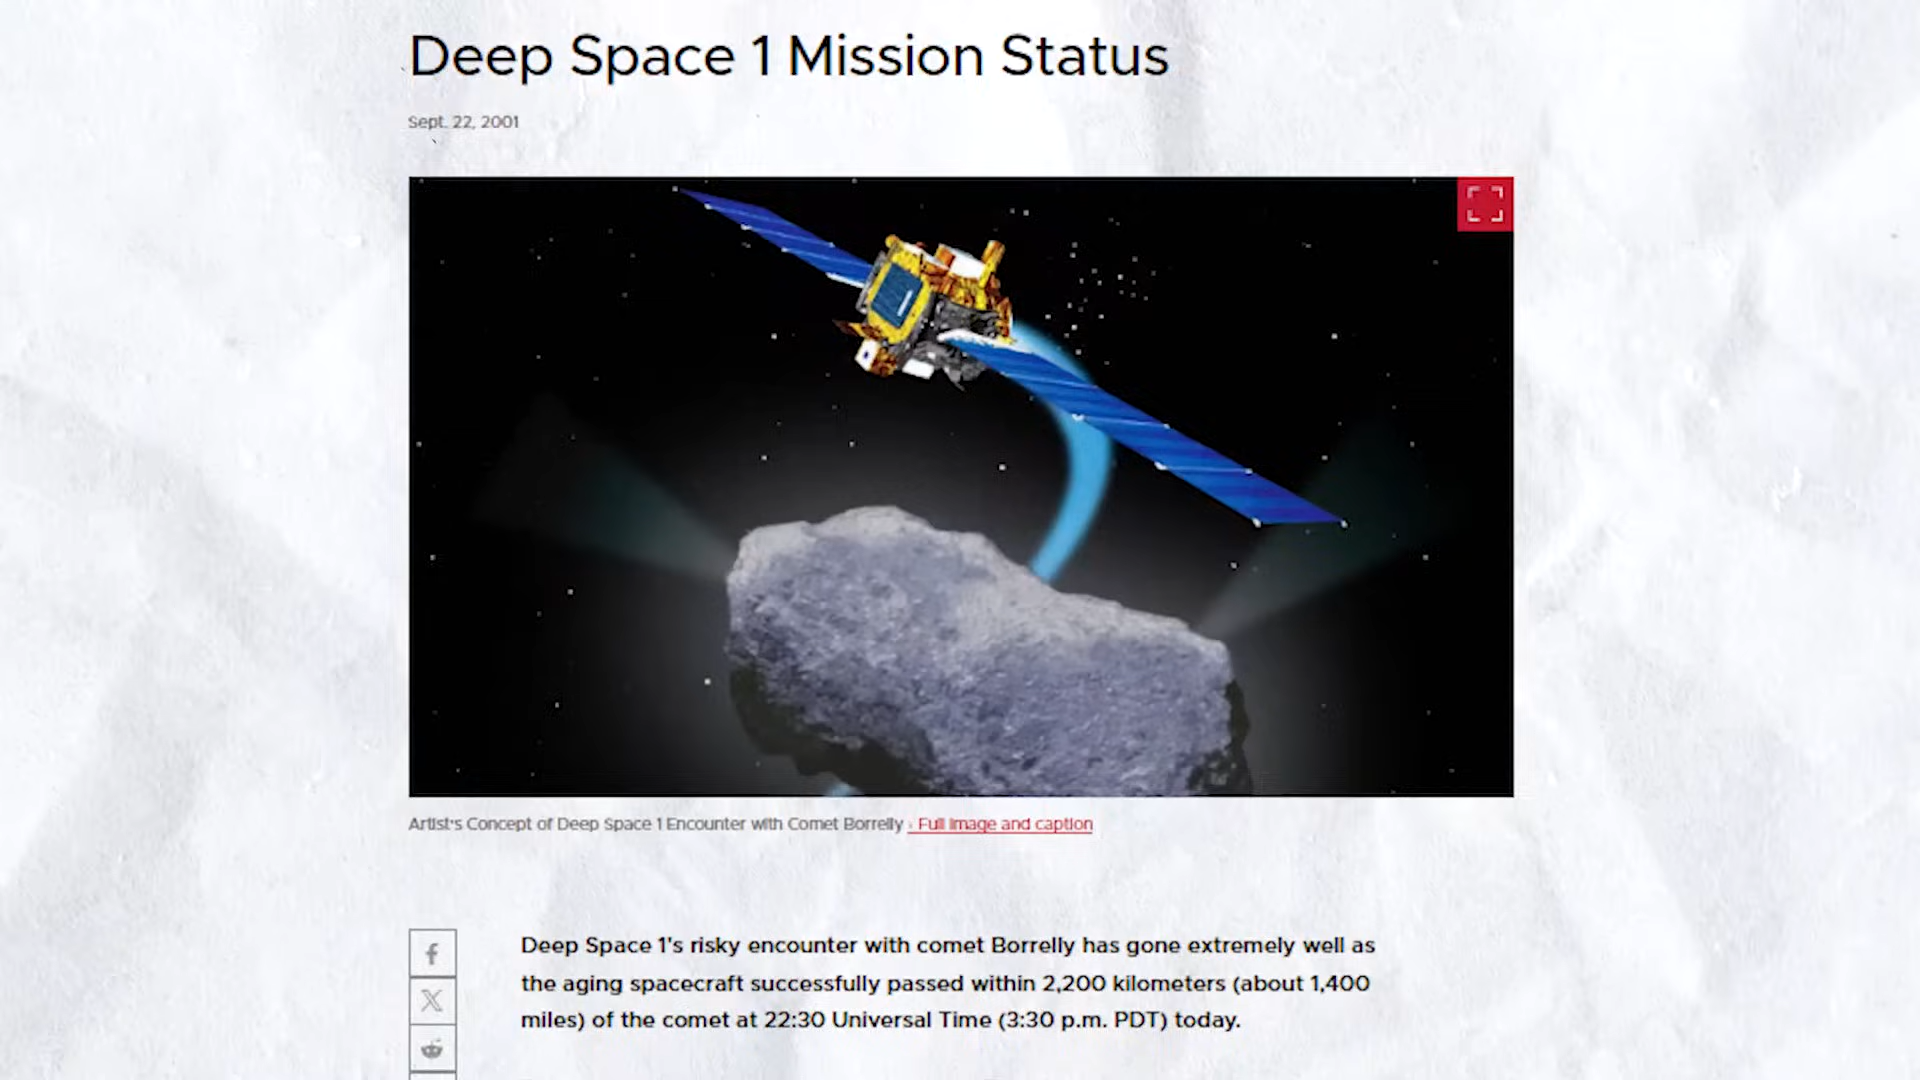 Deep Space 1 Mission Status
Sept. 22, 2001
Artist's Concept of Deep Space 1 Encounter with Comet Borrelly › Full image and caption
Deep Space 1's risky encounter with comet Borrelly has gone extremely well as
the aging spacecraft successfully passed within 2,200 kilometers (about 1,400
miles) of the comet at 22:30 Universal Time (3:30 p.m. PDT) today.